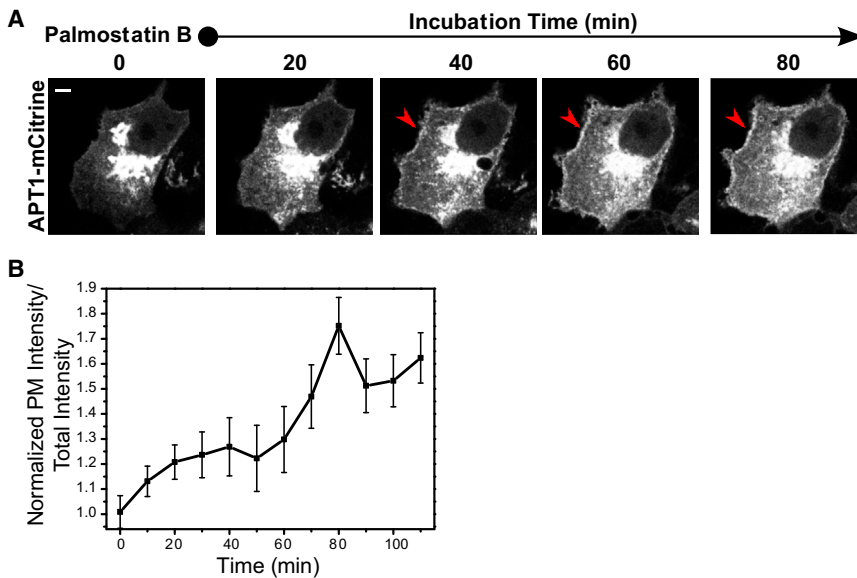 A
Palmostatin B
Incubation Time (min)
0 20 40 60 80
APT1-mCitrine
B
Normalized PM Intensity/
Total Intensity
1.9
1.8
1.7
1.6
1.5
1.4
1.3
1.2
1.1
1.0
0 20 40 60 80 100
Time (min)